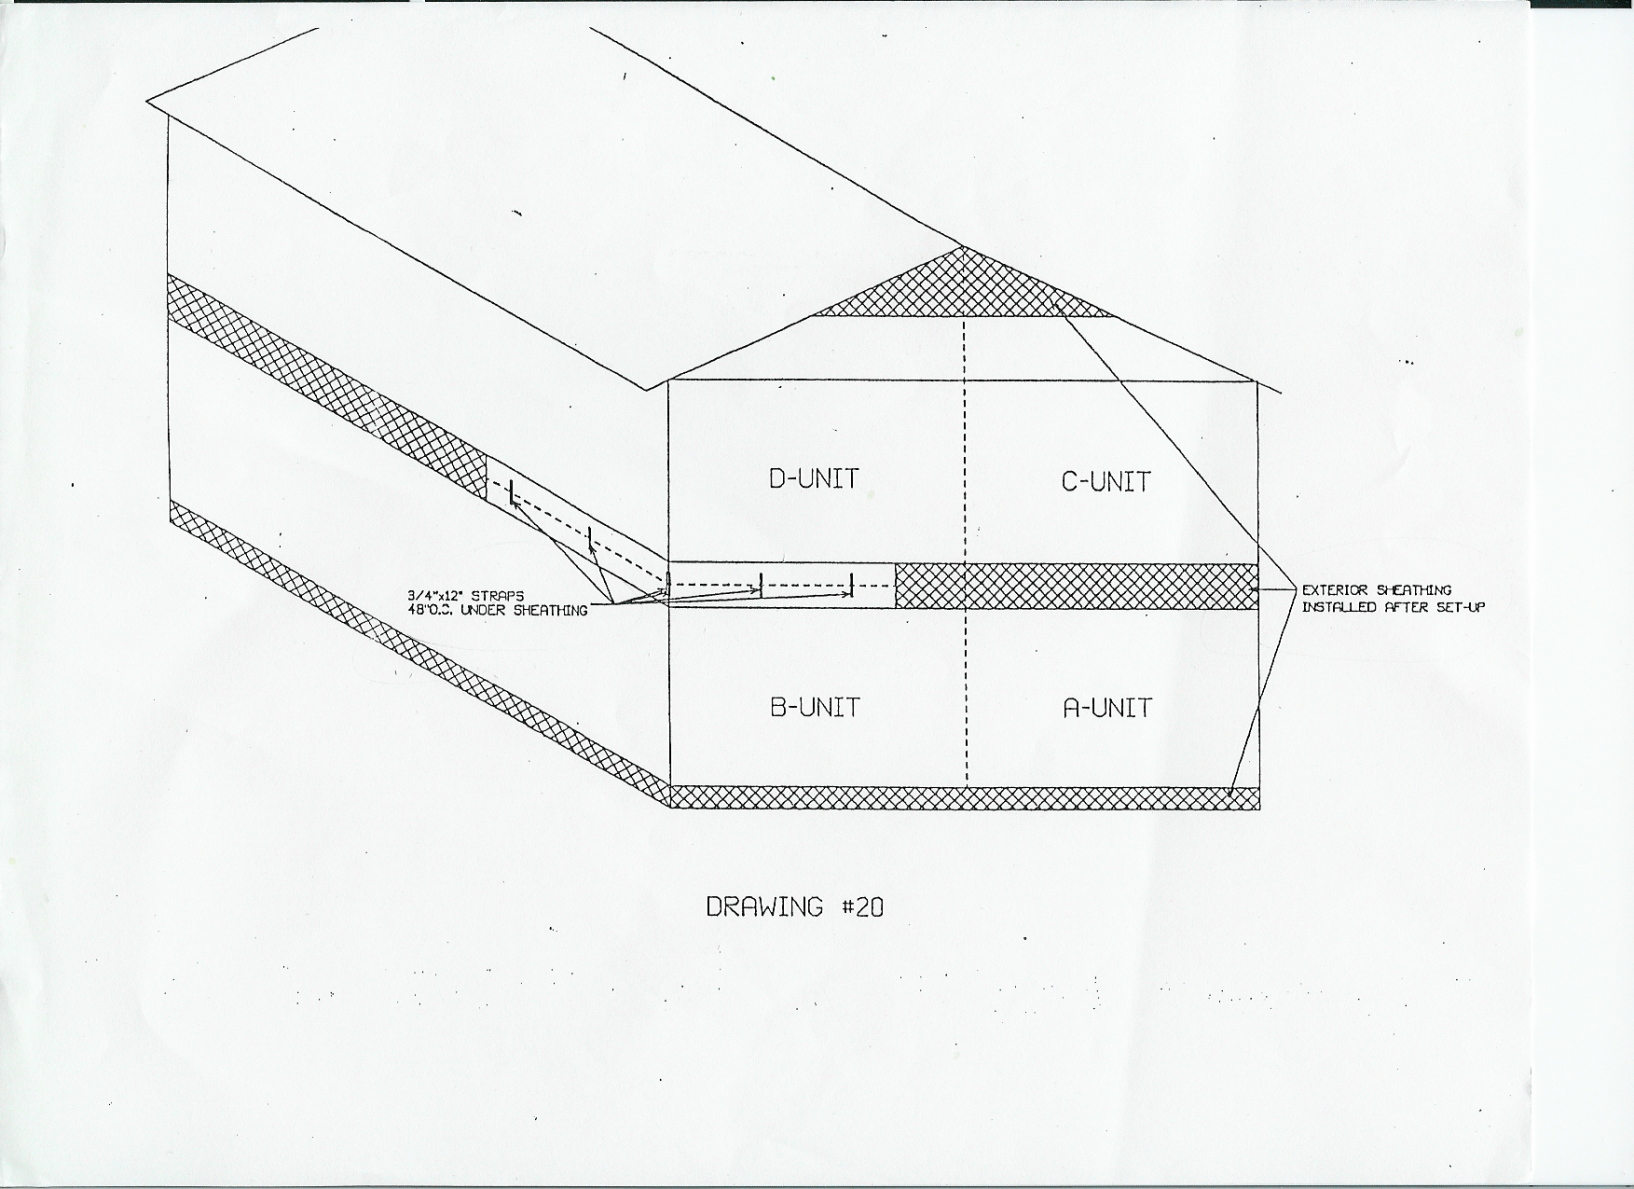 D-UNIT
C-UNIT
3/4"x12" STRAPS
48"O.C. UNDER SHEATHING
EXTERIOR SHEATHING
INSTALLED AFTER SET-UP
B-UNIT
A-UNIT
DRAWING #20